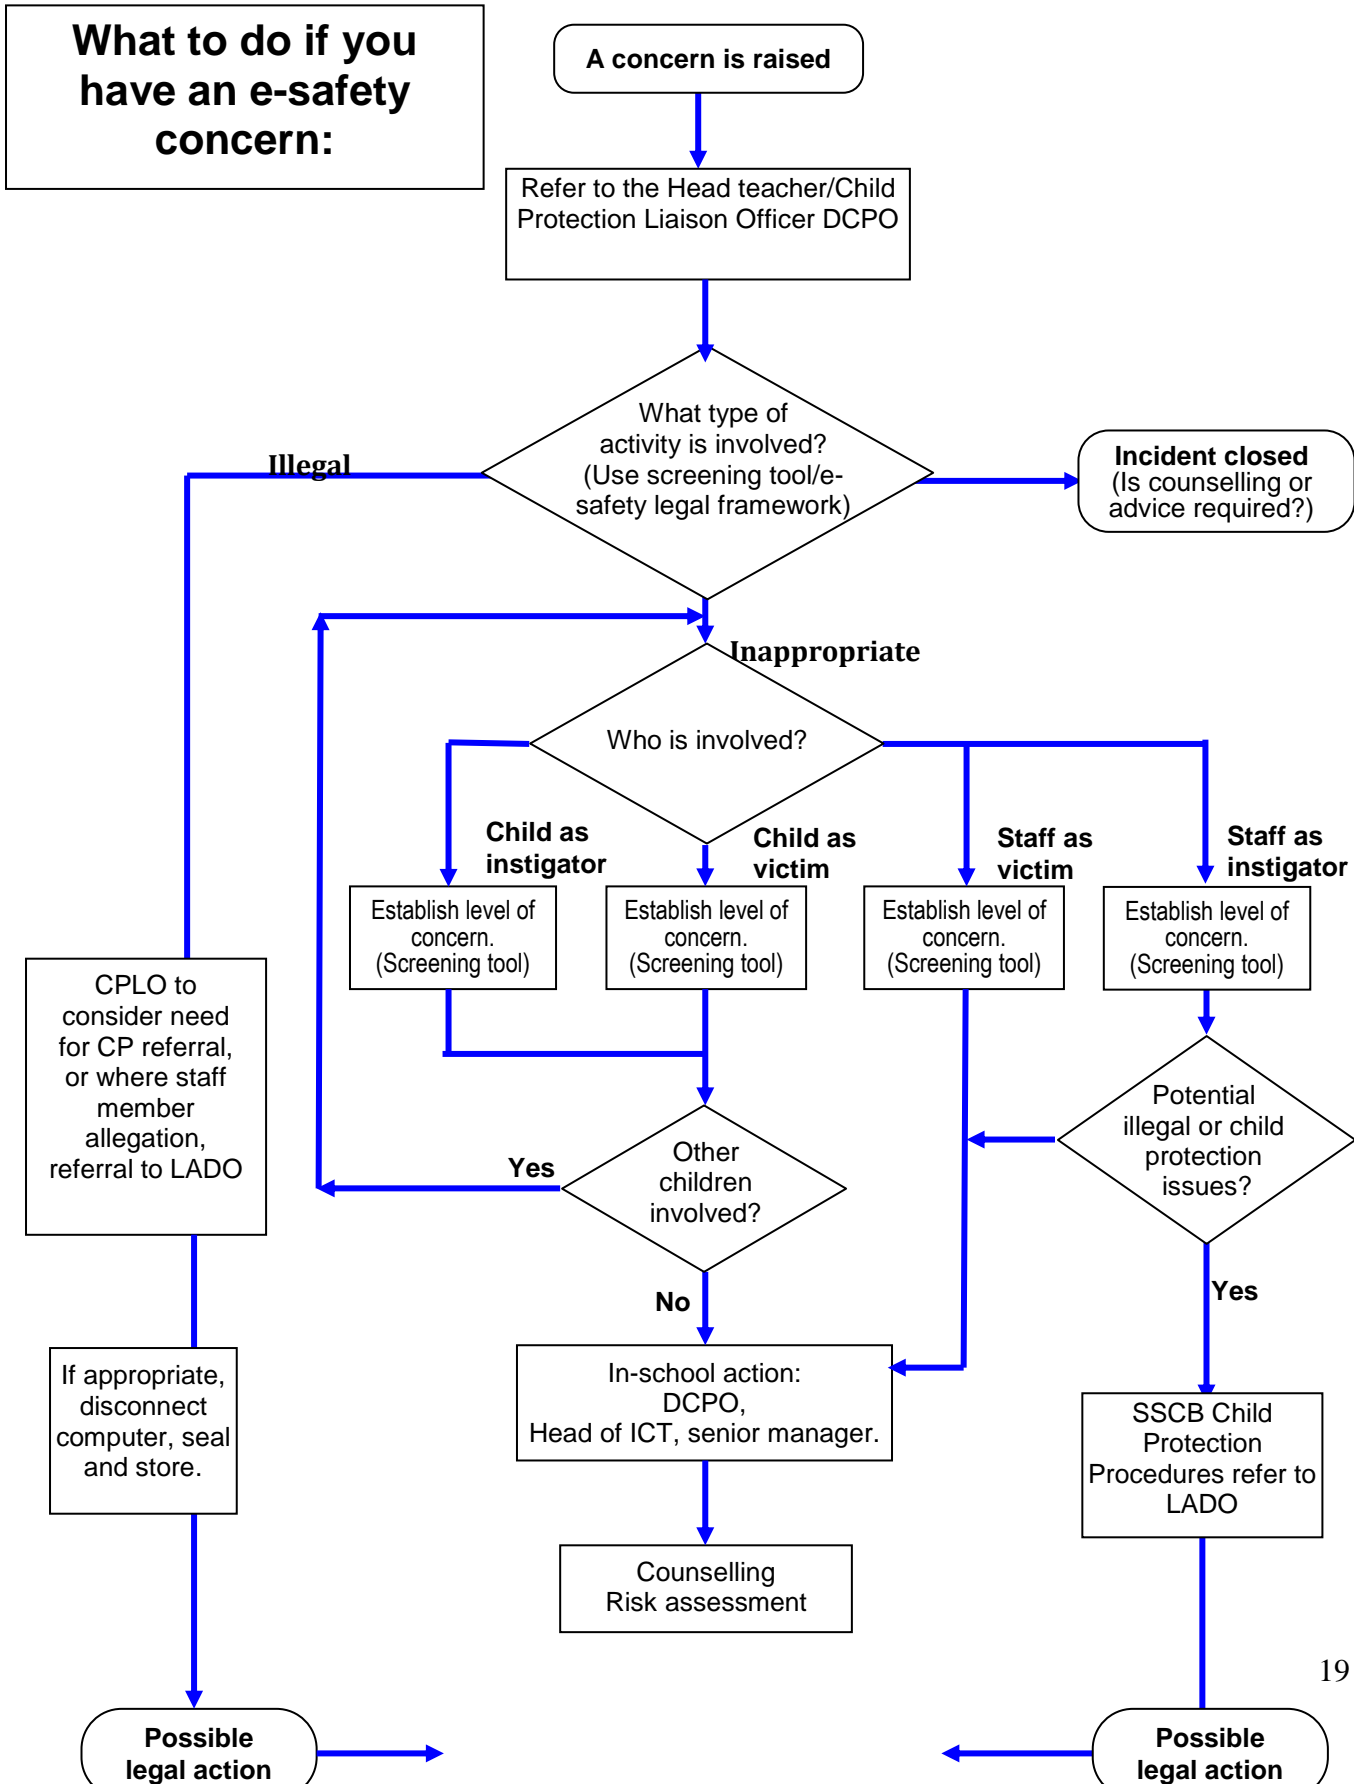 What to do if you
have an e-safety
concern:
A concern is raised
Refer to the Head teacher/Child
Protection Liaison Officer DCPO
What type of
activity is involved?
(Use screening tool/e-
safety legal framework)
Illegal
Incident closed
(Is counselling or
advice required?)
Inappropriate
Who is involved?
Child as
instigator
Child as
victim
Staff as
victim
Staff as
instigator
Establish level of
concern.
(Screening tool)
Establish level of
concern.
(Screening tool)
Establish level of
concern.
(Screening tool)
Establish level of
concern.
(Screening tool)
CPLO to
consider need
for CP referral,
or where staff
member
allegation,
referral to LADO
Potential
illegal or child
protection
issues?
Other
children
involved?
Yes
No
Yes
If appropriate,
disconnect
computer, seal
and store.
In-school action:
DCPO,
Head of ICT, senior manager.
SSCB Child
Protection
Procedures refer to
LADO
Counselling
Risk assessment
19
Possible
legal action
Possible
legal action